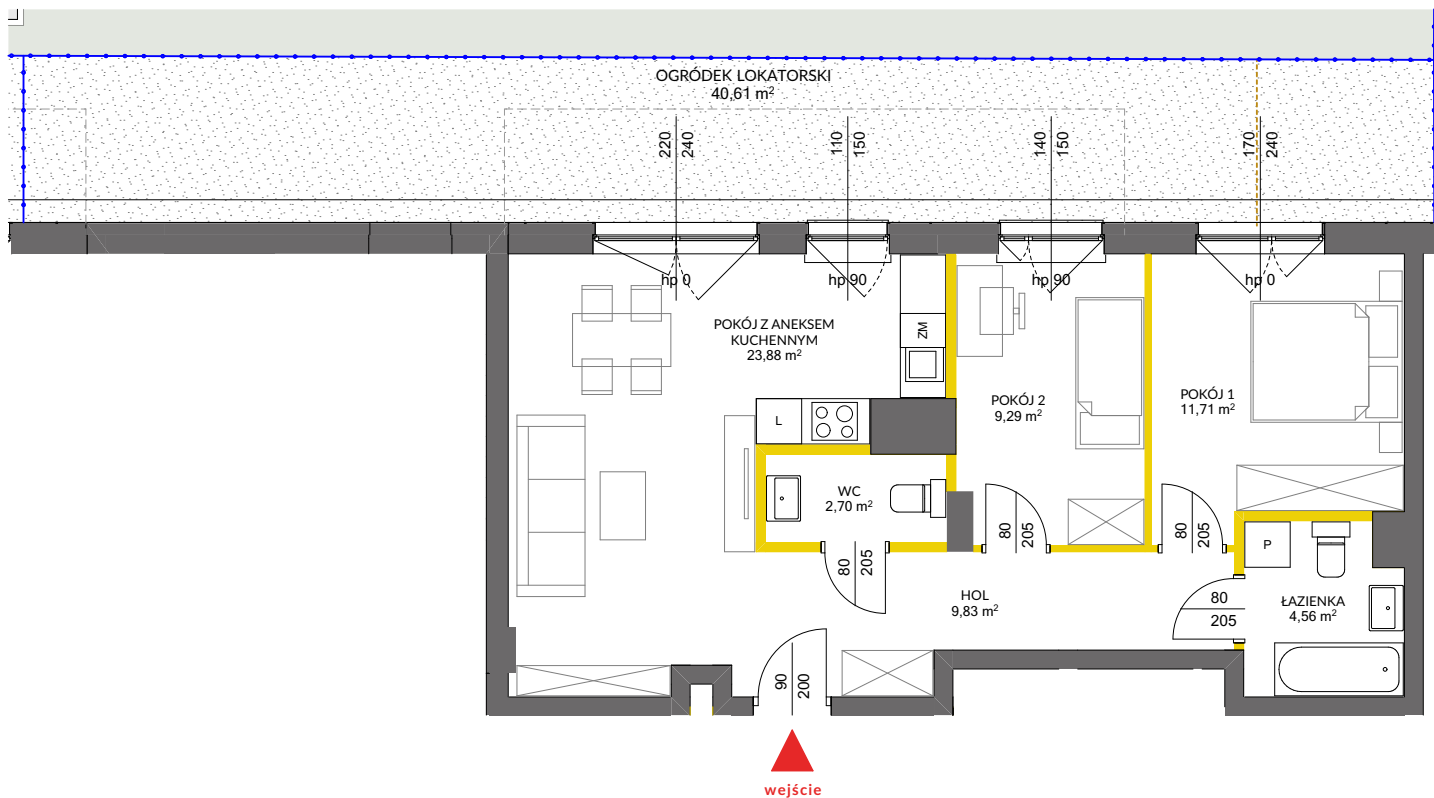 OGRÓDEK LOKATORSKI
40,61 m²
220
240
110
150
140
150
170
240
hp 0
hp 90
hp 90
hp 0
POKÓJ Z ANEKSEM
KUCHENNYM
23,88 m²
ZM
L
POKÓJ 2
9,29 m²
POKÓJ 1
11,71 m²
WC
2,70 m²
80
205
80
205
80
205
P
HOL
9,83 m²
80
205
ŁAZIENKA
4,56 m²
90
200
wejście